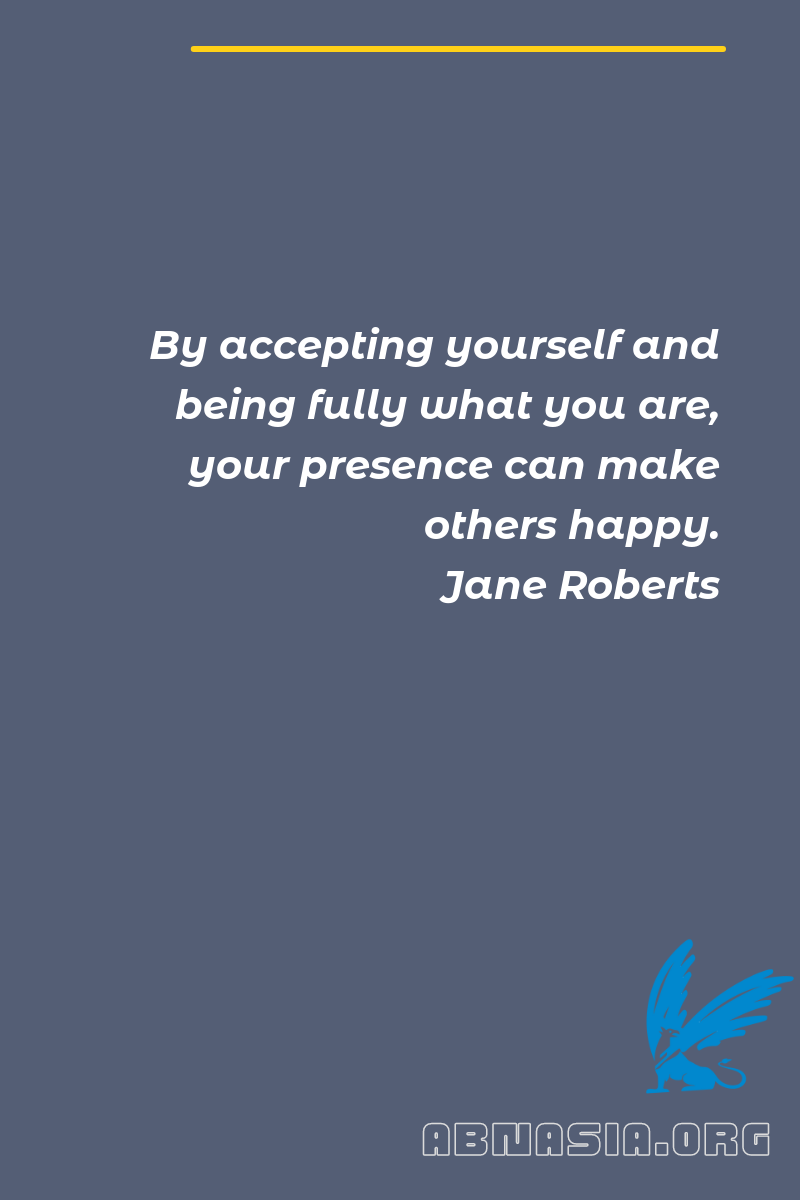 By accepting yourself and
being fully what you are,
your presence can make
others happy.
Jane Roberts
ABNASIA.ORG